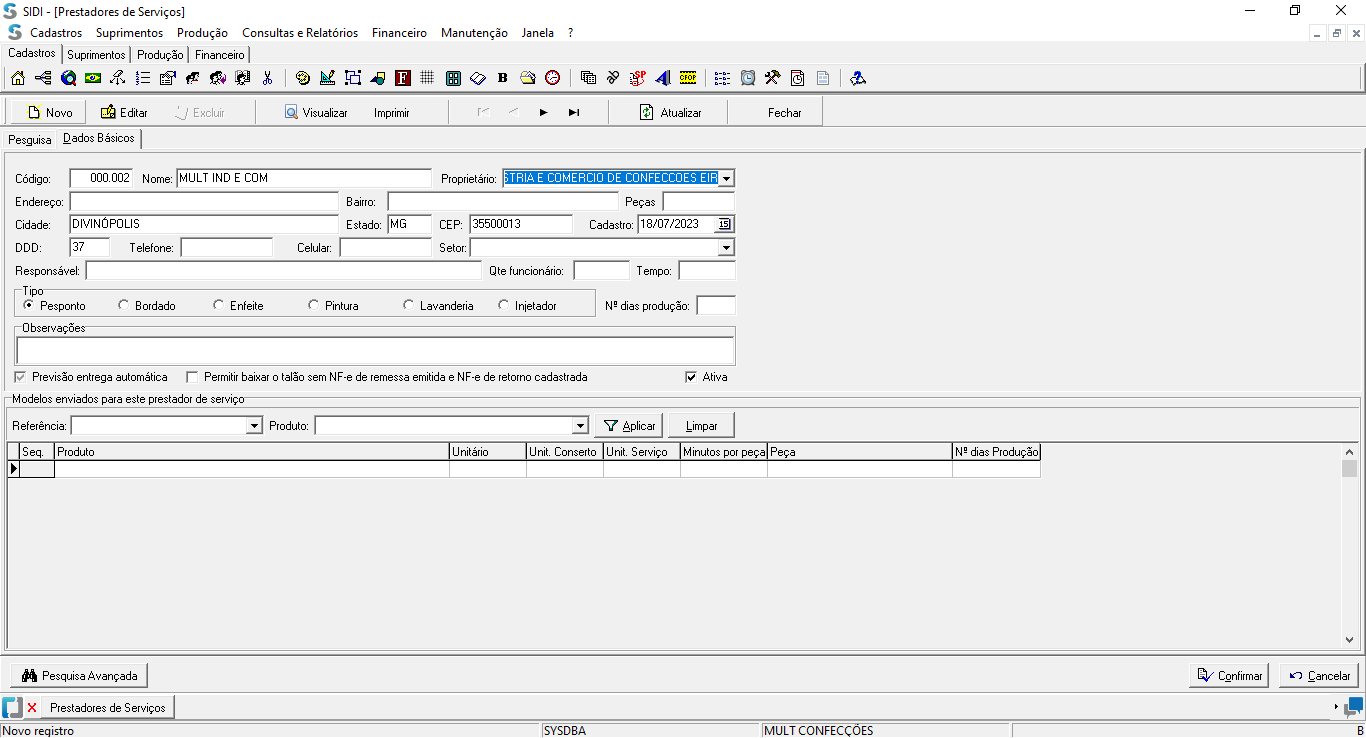 SIDI - [Prestadores de Serviços]
Cadastros Suprimentos Produção Consultas e Relatórios Financeiro Manutenção Janela ?
Cadastros Suprimentos Produção Financeiro
F B SP CFOP
Novo Editar Excluir Visualizar Imprimir Atualizar Fechar
Pesquisa Dados Básicos
Código: 000.002 Nome: MULT IND E COM Proprietário: STRIA E COMERCIO DE CONFECCOES EIR
Endereço: Bairro: Peças
Cidade: DIVINÓPOLIS Estado: MG CEP: 35500013 Cadastro: 18/07/2023 15
DDD: 37 Telefone: Celular: Setor:
Responsável: Qte funcionário: Tempo:
Tipo
Pesponto Bordado Enfeite Pintura Lavanderia Injetador Nº dias produção:
Observações
Previsão entrega automática Permitir baixar o talão sem NF-e de remessa emitida e NF-e de retorno cadastrada Ativa
Modelos enviados para este prestador de serviço
Referência: Produto: Aplicar Limpar
Seq. Produto Unitário Unit. Conserto Unit. Serviço Minutos por peça Peça Nº dias Produção
Pesquisa Avançada Confirmar Cancelar
Prestadores de Serviços
Novo registro SYSDBA MULT CONFECÇÕES B